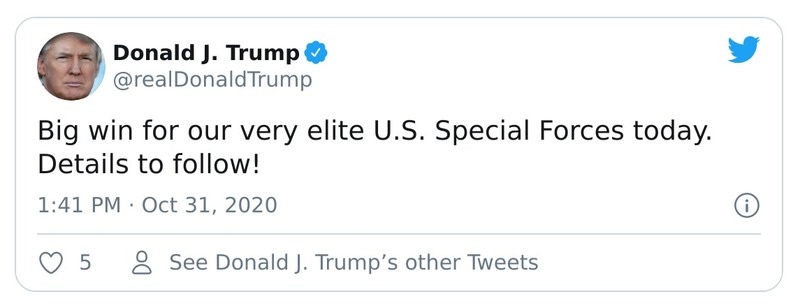 Donald J. Trump
@realDonaldTrump
Big win for our very elite U.S. Special Forces today.
Details to follow!
1:41 PM · Oct 31, 2020
5
See Donald J. Trump’s other Tweets